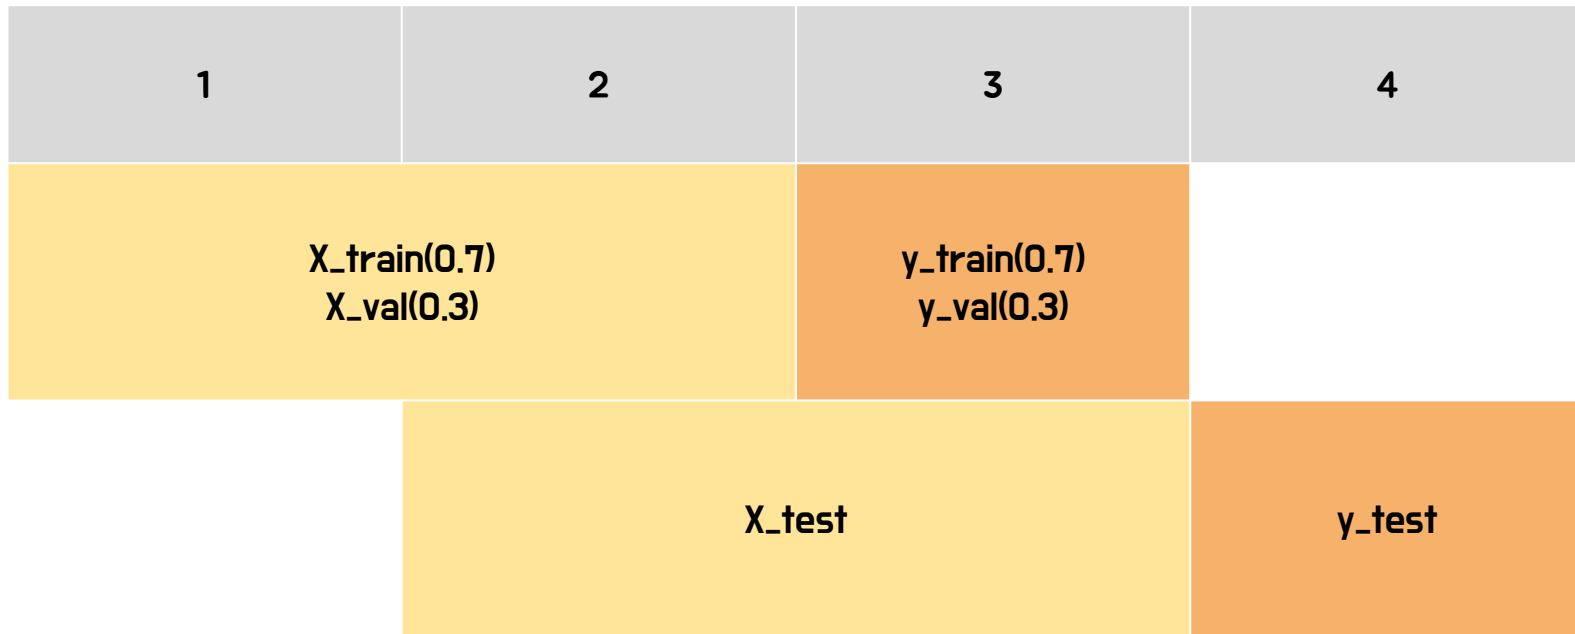 1
2
3
4
X_train(0.7)
X_val(0.3)
y_train(0.7)
y_val(0.3)
X_test
y_test